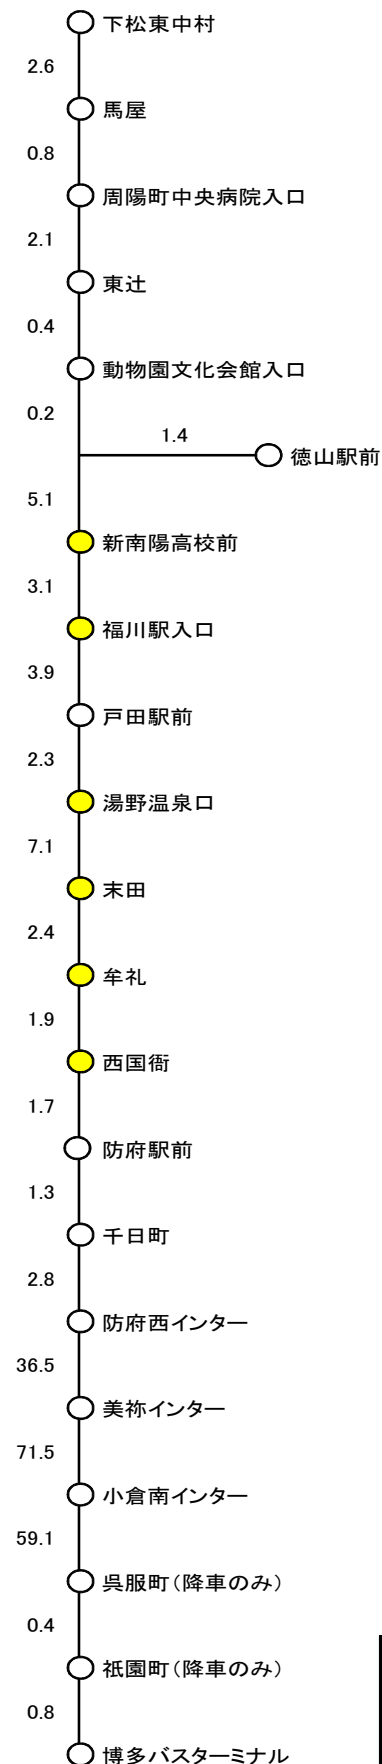 下松東中村
2.6
馬屋
0.8
周陽町中央病院入口
2.1
東辻
0.4
動物園文化会館入口
0.2
1.4
徳山駅前
5.1
新南陽高校前
3.1
福川駅入口
3.9
戸田駅前
2.3
湯野温泉口
7.1
末田
2.4
牟礼
1.9
西国衙
1.7
防府駅前
1.3
千日町
2.8
防府西インター
36.5
美祢インター
71.5
小倉南インター
59.1
呉服町(降車のみ)
0.4
祇園町(降車のみ)
0.8
博多バスターミナル